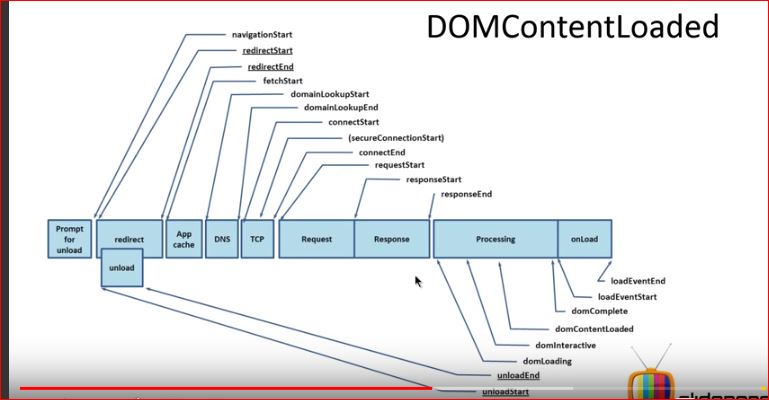 DOMContentLoaded
navigationStart
redirectStart
redirectEnd
fetchStart
domainLookupStart
domainLookupEnd
connectStart
(secureConnectionStart)
connectEnd
requestStart
responseStart
responseEnd
Prompt
for
unload
redirect
unload
App
cache
DNS
TCP
Request
Response
Processing
onLoad
loadEventEnd
loadEventStart
domComplete
domContentLoaded
domInteractive
domLoading
unloadEnd
unloadStart